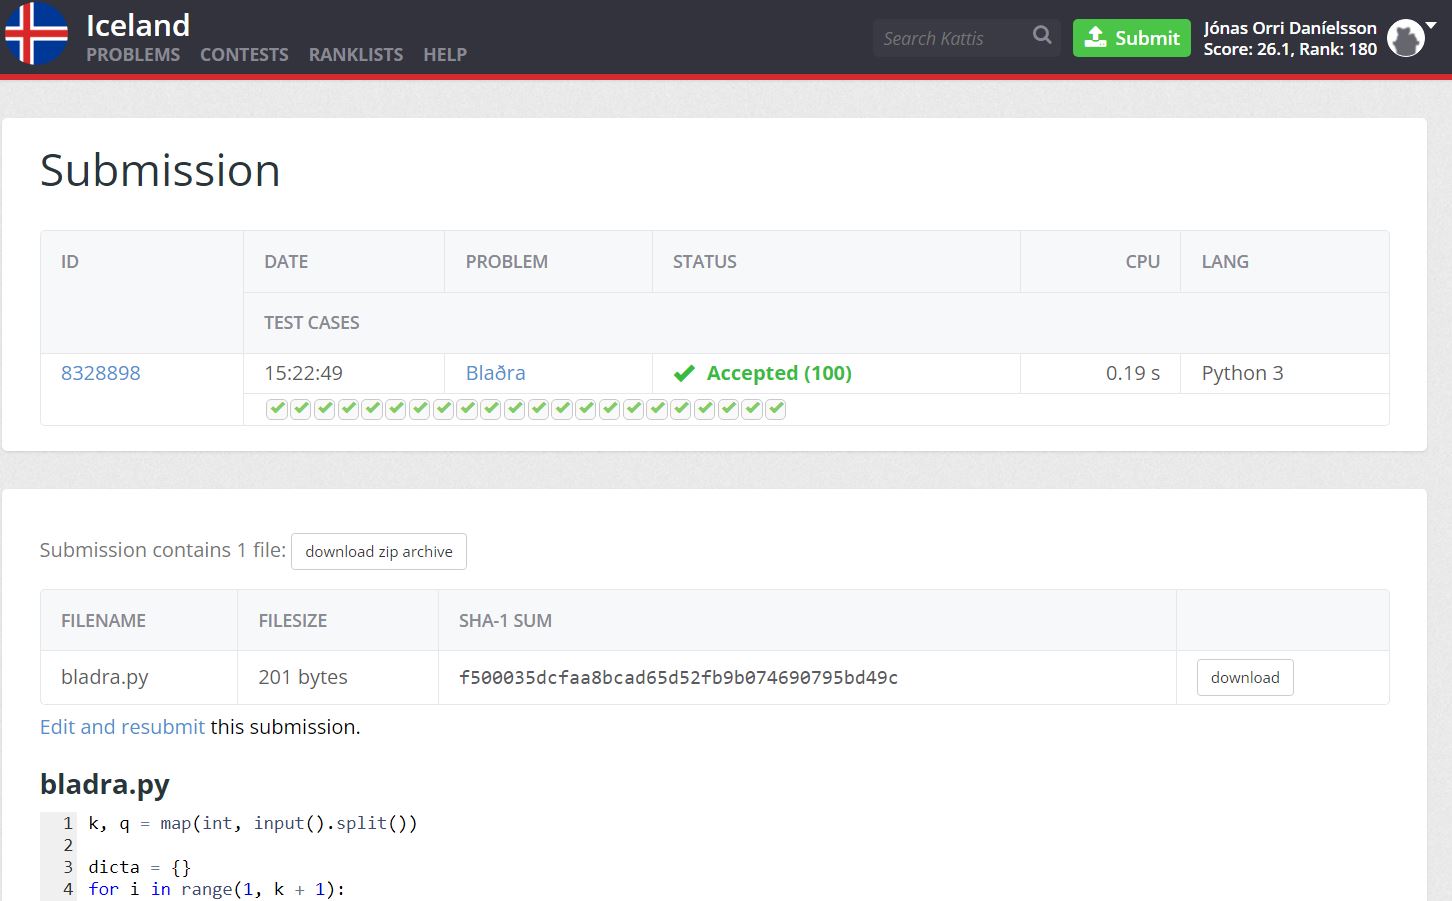 Iceland
PROBLEMS CONTESTS RANKLISTS HELP
Search Kattis
Submit
Jónas Orri Daníelsson
Score: 26.1, Rank: 180
Submission
ID DATE PROBLEM STATUS CPU LANG
TEST CASES
8328898 15:22:49 Blaðra Accepted (100) 0.19 s Python 3
Submission contains 1 file: download zip archive
FILENAME FILESIZE SHA-1 SUM
bladra.py 201 bytes f500035dcfaa8bcad65d52fb9b074690795bd49c download
Edit and resubmit this submission.
bladra.py
1 k, q = map(int, input().split())
2
3 dicta = {}
4 for i in range(1, k + 1):